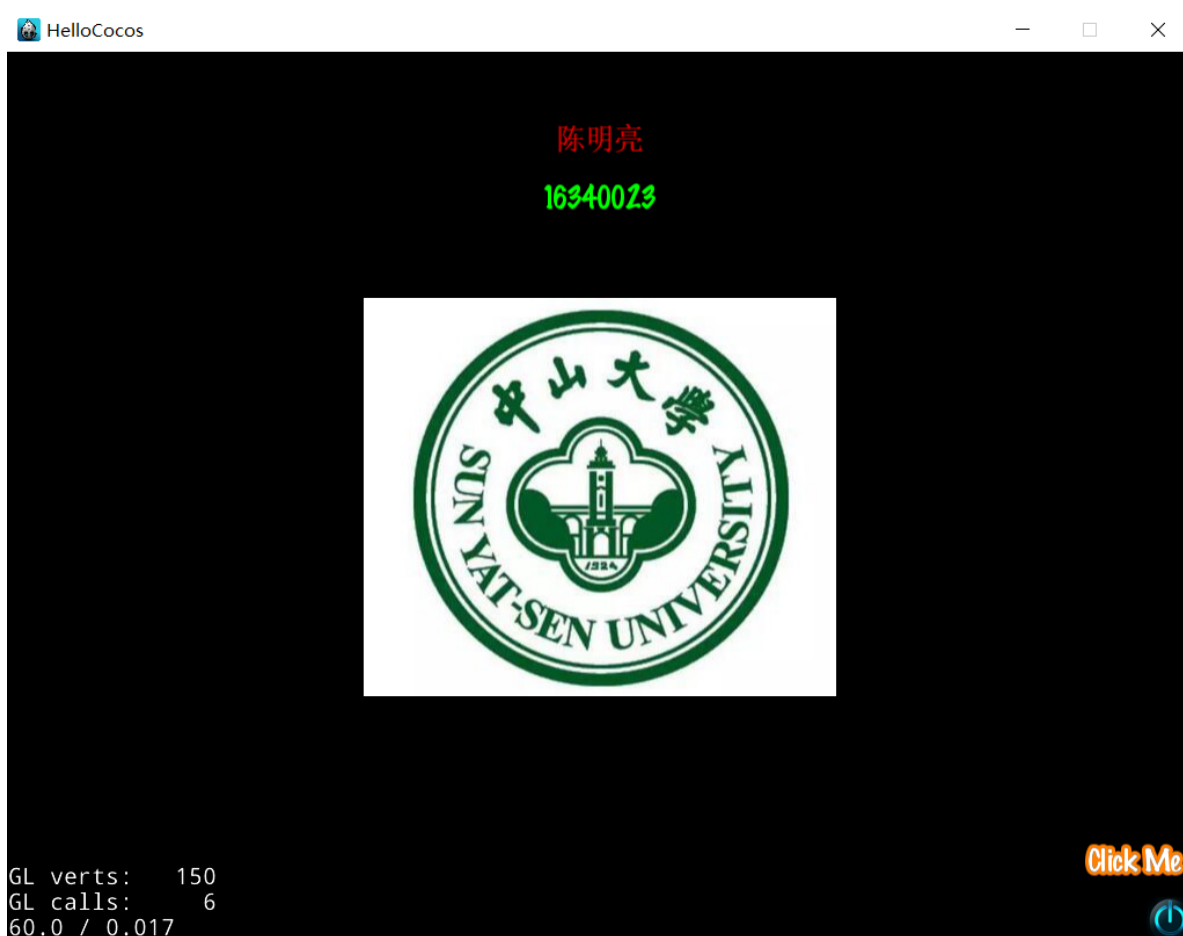 HelloCocos
陈明亮
16340023
中山大學
SUN YAT-SEN UNIVERSITY
1924
Click Me
GL verts: 150
GL calls: 6
60.0 / 0.017